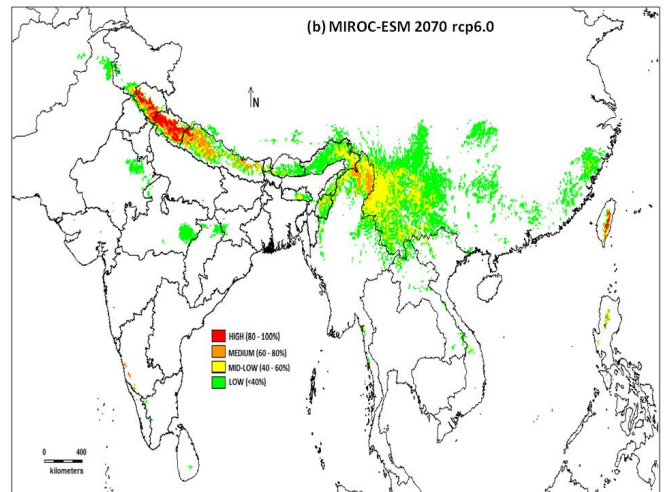 (b) MIROC-ESM 2070 rcp6.0
N
HIGH (80 - 100%)
MEDIUM (60 - 80%)
MID-LOW (40 - 60%)
LOW (<40%)
0 400
kilometers